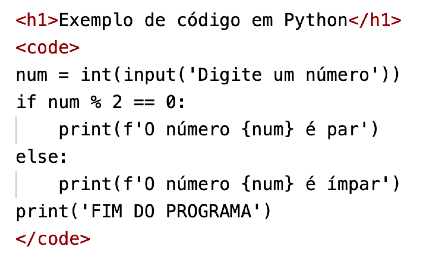 <h1>Exemplo de código em Python</h1>
<code>
num = int(input('Digite um número'))
if num % 2 == 0:
    print(f'O número {num} é par')
else:
    print(f'O número {num} é ímpar')
print('FIM DO PROGRAMA')
</code>